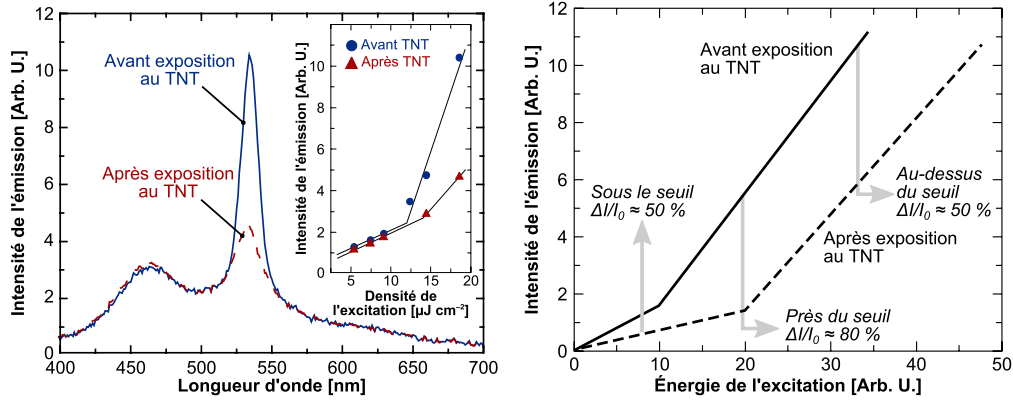 Intensité de l'émission [Arb. U.]
12
10
8
6
4
2
0
400
450
500
550
600
650
700
Longueur d'onde [nm]
Avant exposition
au TNT
Après exposition
au TNT
Intensité de l'émission [Arb. U.]
10
8
6
4
2
0
5
10
15
20
Densité de
l'excitation [µJ cm⁻²]
Avant TNT
Après TNT
Intensité de l'émission [Arb. U.]
12
10
8
6
4
2
0
0
10
20
30
40
50
Énergie de l'excitation [Arb. U.]
Avant exposition
au TNT
Sous le seuil
ΔI/I₀ ≈ 50 %
Au-dessus
du seuil
ΔI/I₀ ≈ 50 %
Après exposition
au TNT
Près du seuil
ΔI/I₀ ≈ 80 %